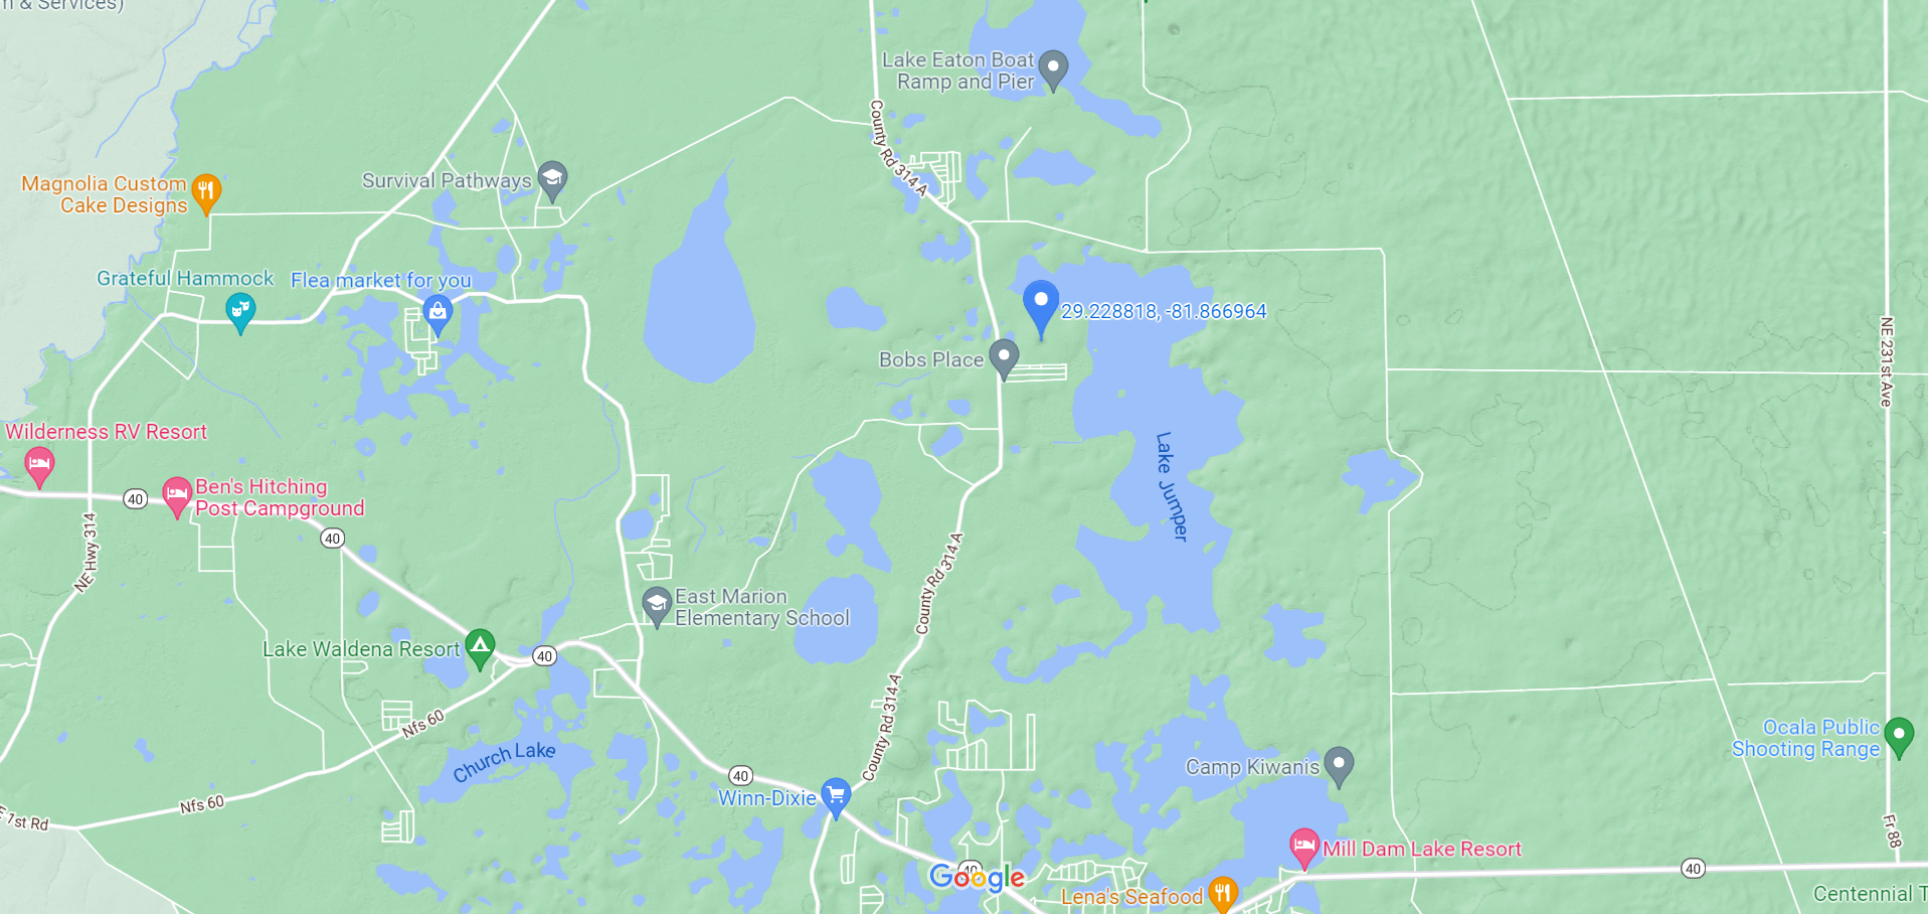 m & Services)
Lake Eaton Boat
Ramp and Pier
County Rd 314 A
Survival Pathways
Magnolia Custom
Cake Designs
Grateful Hammock
Flea market for you
29.228818, -81.866964
Bobs Place
NE 231st Ave
Wilderness RV Resort
Ben's Hitching
Post Campground
40
40
NE Hwy 314
Lake Jumper
County Rd 314 A
East Marion
Elementary School
Lake Waldena Resort
40
County Rd 314 A
Nfs 60
Church Lake
Ocala Public
Shooting Range
Camp Kiwanis
40
Winn-Dixie
Nfs 60
E 1st Rd
Fr 88
Mill Dam Lake Resort
40
40
Google
Lena's Seafood
Centennial T